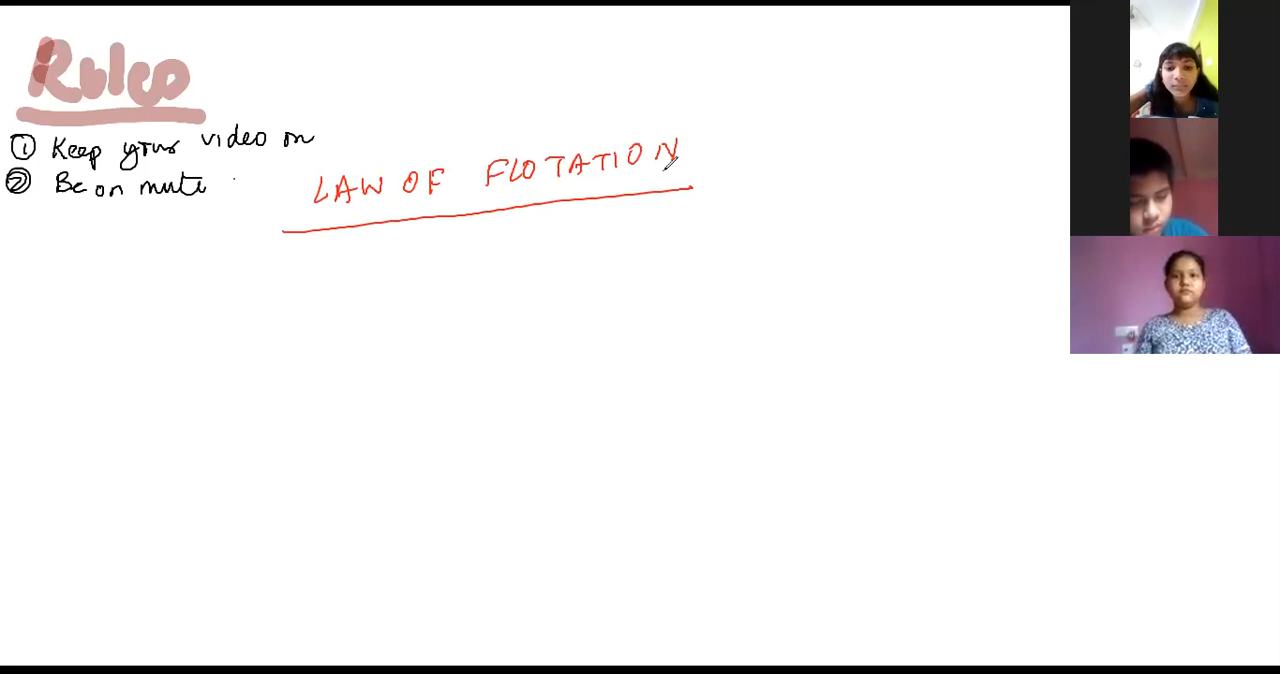 Rules
① Keep your video on
② Be on mute
LAW OF FLOTATION